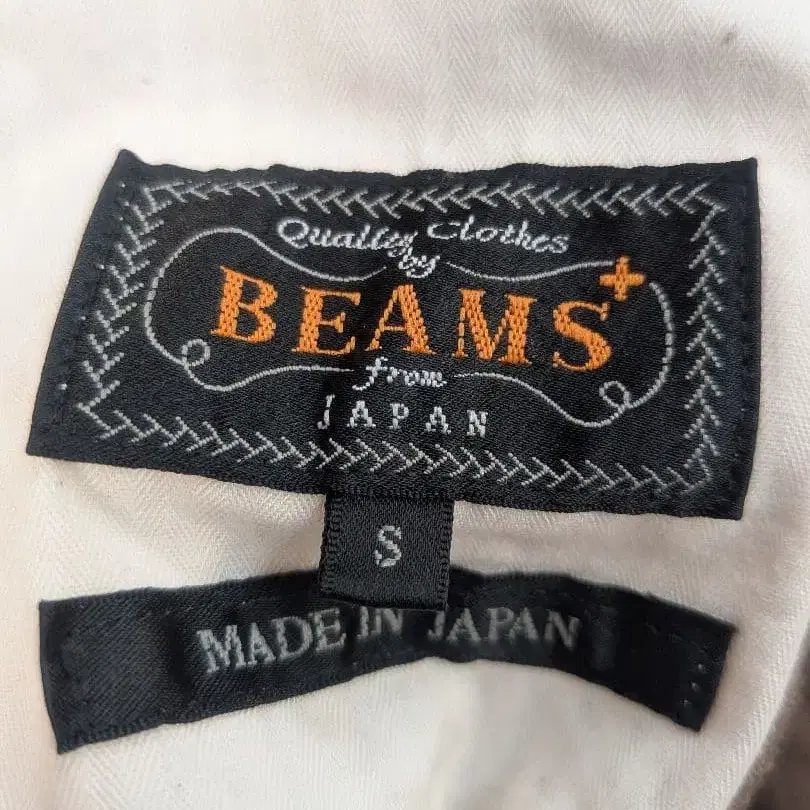 Quality Clothes
by
BEAMS+
from
JAPAN
S
MADE IN JAPAN